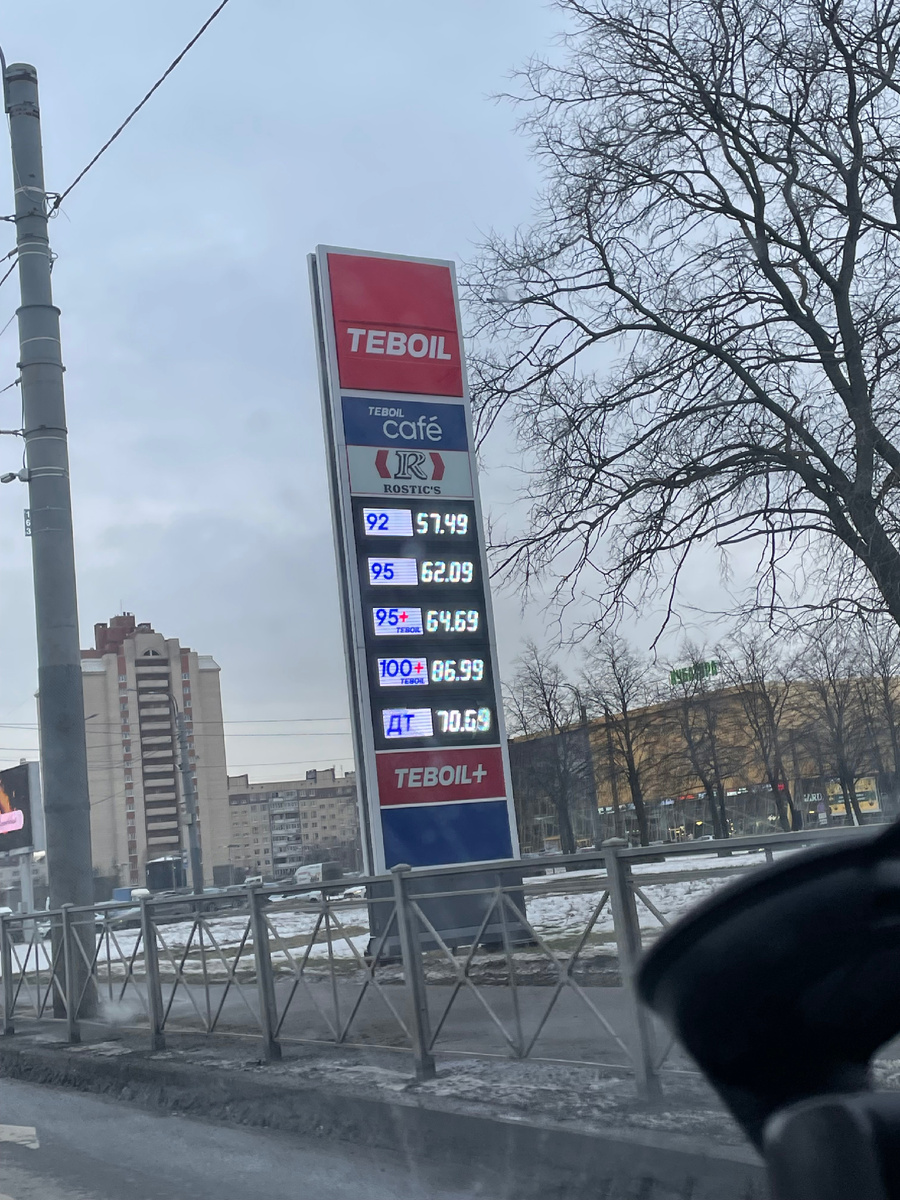 TEBOIL
TEBOIL
café
R
ROSTIC'S
92 57.49
95 62.09
95+ TEBOIL 64.69
100+ TEBOIL 86.99
ДТ 70.69
TEBOIL+